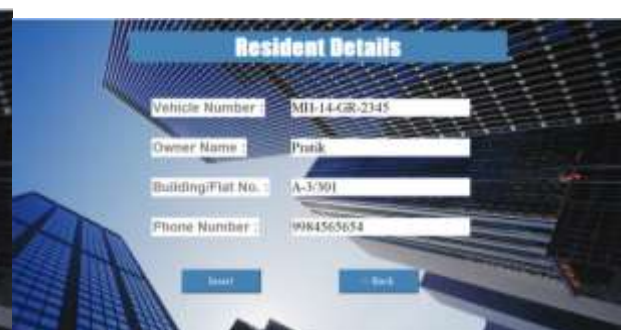 Resident Details
Vehicle Number : MH-14-GR-2345
Owner Name : Pratik
Building/Flat No. : A-3/301
Phone Number : 9984565654
Insert
Back